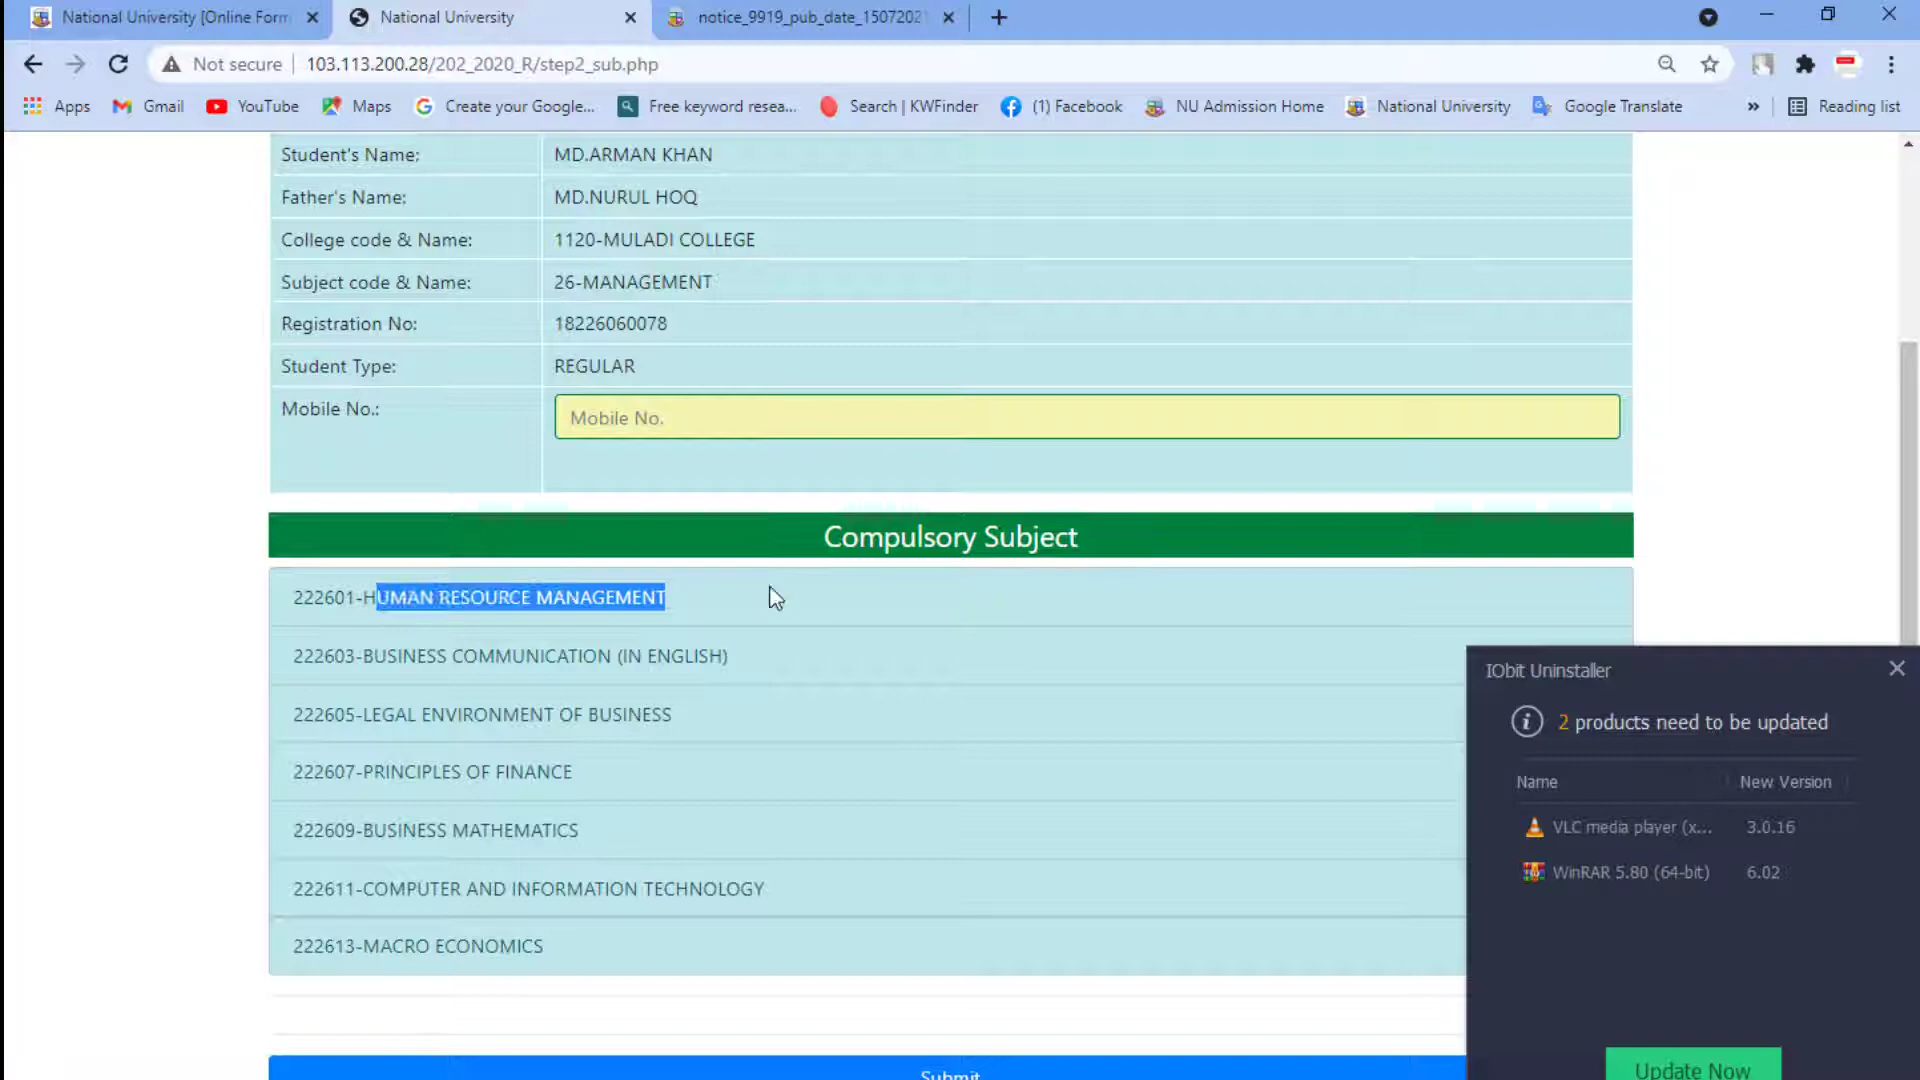 National University [Online Form
National University
notice_9919_pub_date_1507202
Not secure
103.113.200.28/202_2020_R/step2_sub.php
Apps
Gmail
YouTube
Maps
Create your Google...
Free keyword resea...
Search | KWFinder
(1) Facebook
NU Admission Home
National University
Google Translate
»
Reading list
Student's Name: MD.ARMAN KHAN
Father's Name: MD.NURUL HOQ
College code & Name: 1120-MULADI COLLEGE
Subject code & Name: 26-MANAGEMENT
Registration No: 18226060078
Student Type: REGULAR
Mobile No.: Mobile No.
Compulsory Subject
222601-HUMAN RESOURCE MANAGEMENT
222603-BUSINESS COMMUNICATION (IN ENGLISH)
222605-LEGAL ENVIRONMENT OF BUSINESS
222607-PRINCIPLES OF FINANCE
222609-BUSINESS MATHEMATICS
222611-COMPUTER AND INFORMATION TECHNOLOGY
222613-MACRO ECONOMICS
Submit
IObit Uninstaller
2 products need to be updated
Name New Version
VLC media player (x... 3.0.16
WinRAR 5.80 (64-bit) 6.02
Update Now